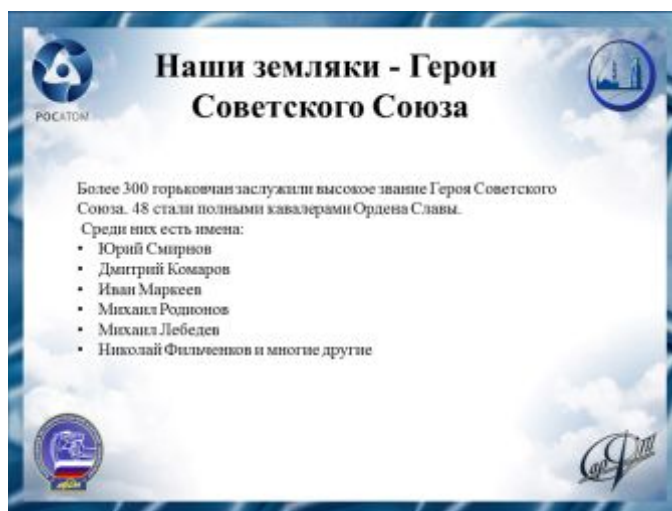 Наши земляки - Герои
Советского Союза
РОСАТОМ
Более 300 горьковчан заслужили высокое звание Героя Советского
Союза. 48 стали полными кавалерами Ордена Славы.
Среди них есть имена:
• Юрий Смирнов
• Дмитрий Комаров
• Иван Маркеев
• Михаил Родионов
• Михаил Лебедев
• Николай Фильченков и многие другие